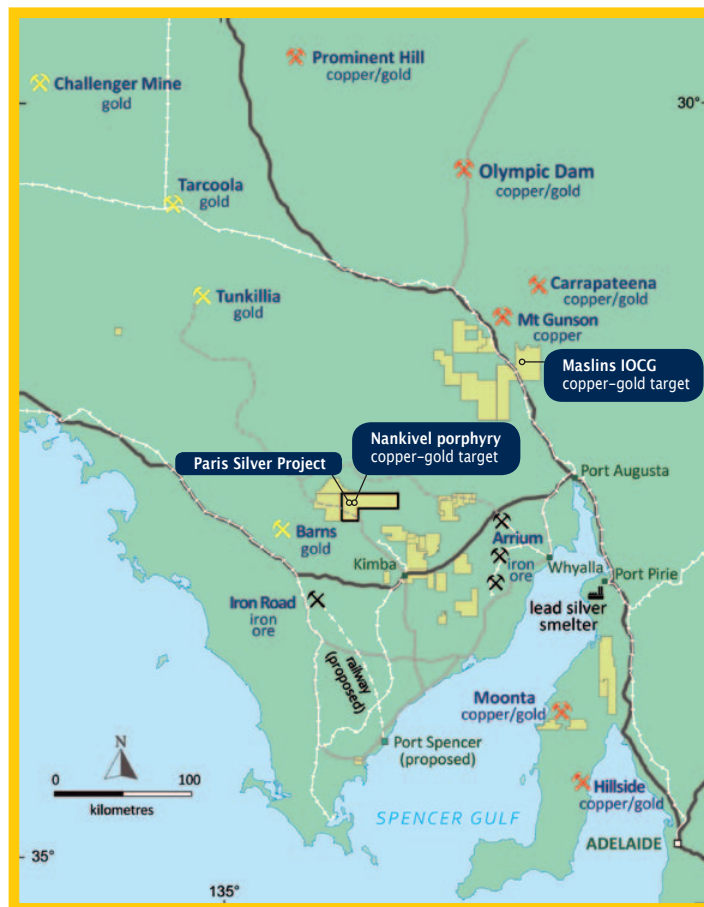 Prominent Hill
copper/gold
Challenger Mine
gold
30°
Olympic Dam
copper/gold
Tarcoola
gold
Tunkillia
gold
Carrapateena
copper/gold
Mt Gunson
copper
Maslins IOCG
copper-gold target
Nankivel porphyry
copper-gold target
Paris Silver Project
Port Augusta
Barns
gold
Arrium
iron
ore
Kimba
Whyalla
Port Pirie
lead silver
smelter
Iron Road
iron
ore
railway
(proposed)
Moonta
copper/gold
Port Spencer
(proposed)
N
0 100
kilometres
Hillside
copper/gold
SPENCER GULF
ADELAIDE
35°
135°